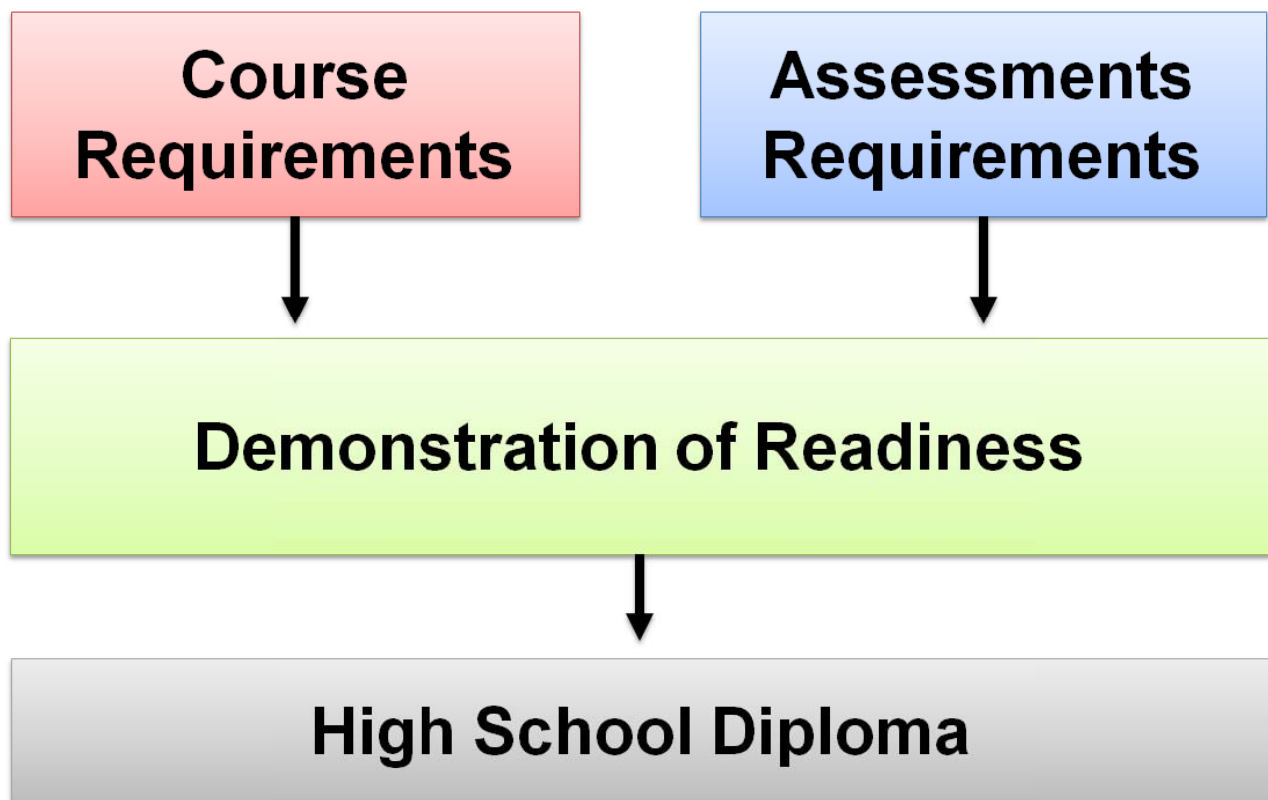 Course
Requirements
Assessments
Requirements
Demonstration of Readiness
High School Diploma